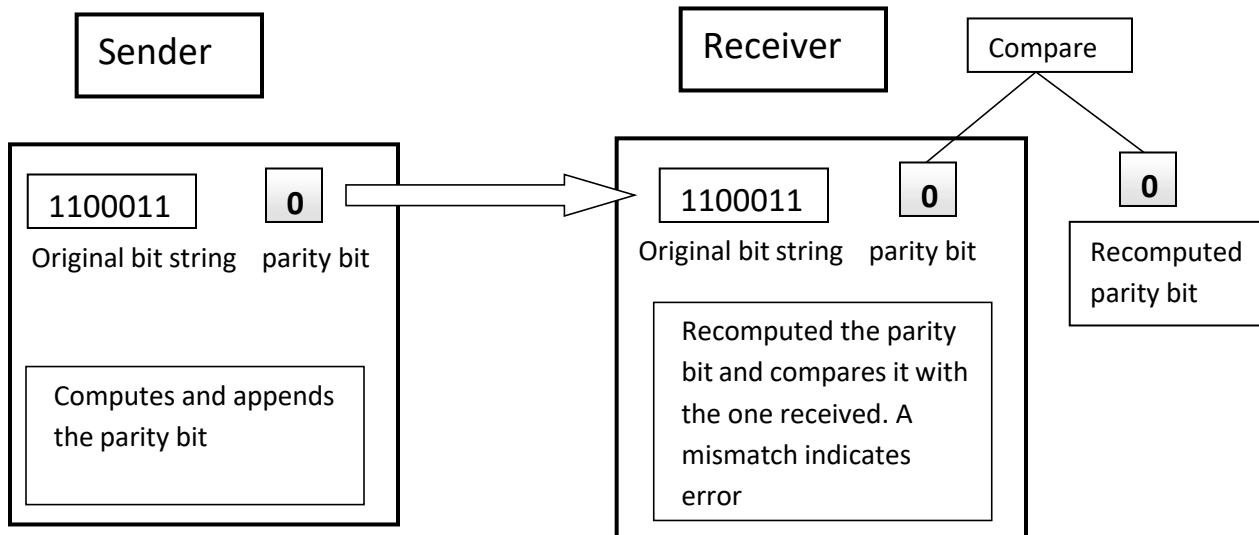 Sender
1100011
0
Original bit string
parity bit
Computes and appends
the parity bit
Receiver
1100011
0
Original bit string
parity bit
Recomputed the parity
bit and compares it with
the one received. A
mismatch indicates
error
Compare
0
Recomputed
parity bit